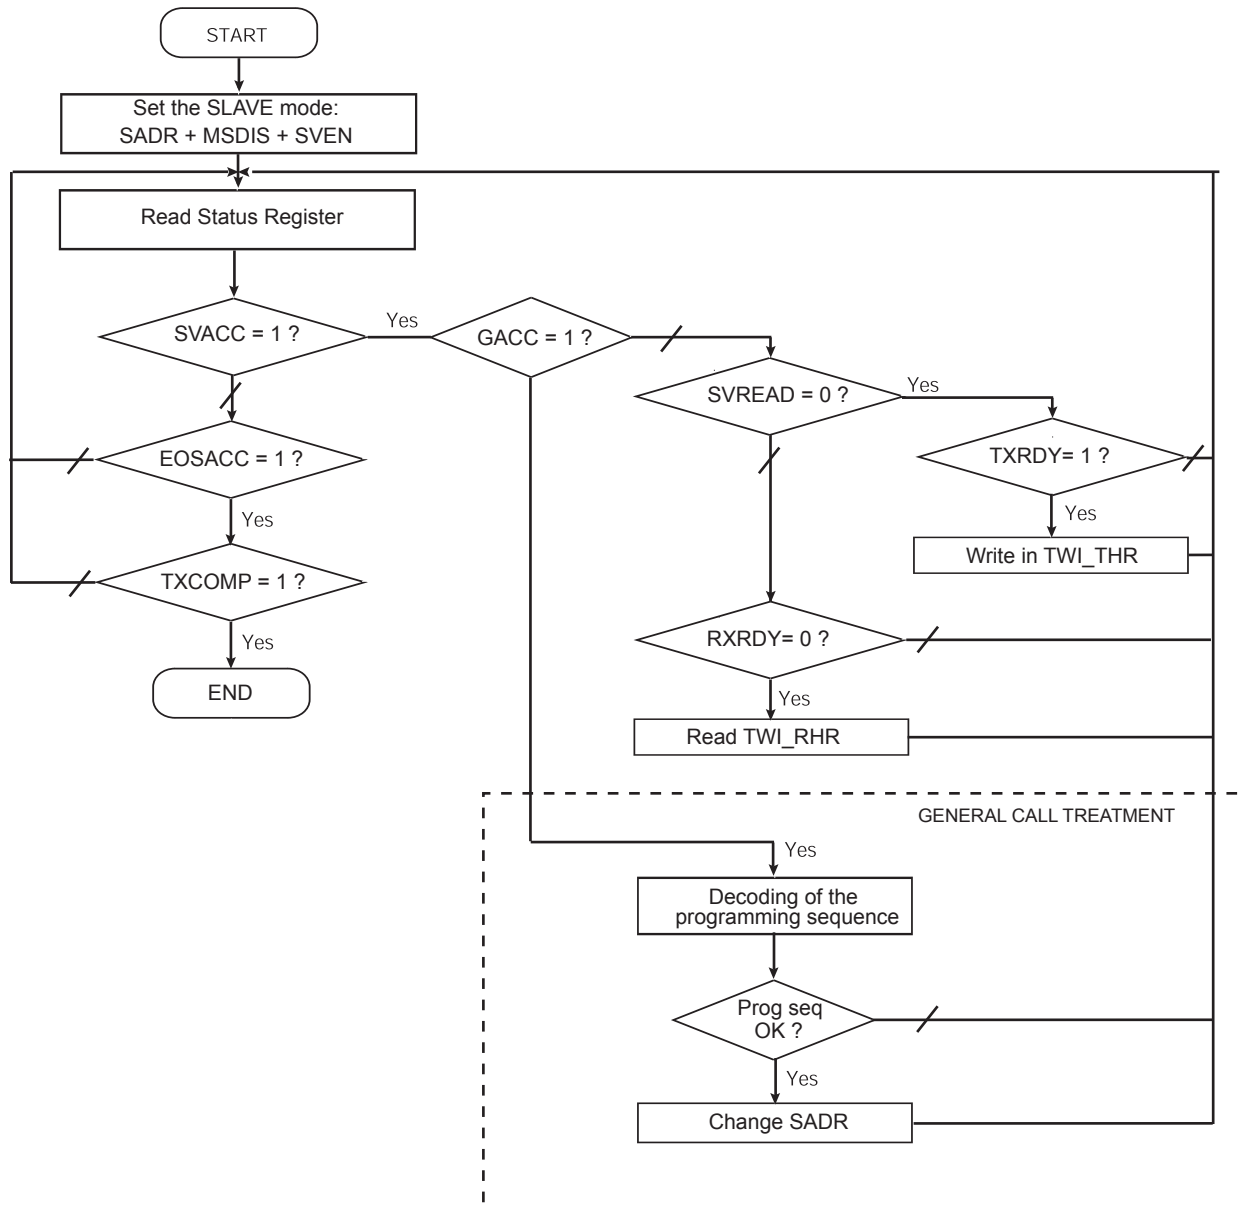 START
Set the SLAVE mode:
SADR + MSDIS + SVEN
Read Status Register
SVACC = 1 ?
Yes
GACC = 1 ?
SVREAD = 0 ?
Yes
EOSACC = 1 ?
TXRDY= 1 ?
Yes
Yes
Write in TWI_THR
TXCOMP = 1 ?
Yes
RXRDY= 0 ?
END
Yes
Read TWI_RHR
GENERAL CALL TREATMENT
Yes
Decoding of the
programming sequence
Prog seq
OK ?
Yes
Change SADR